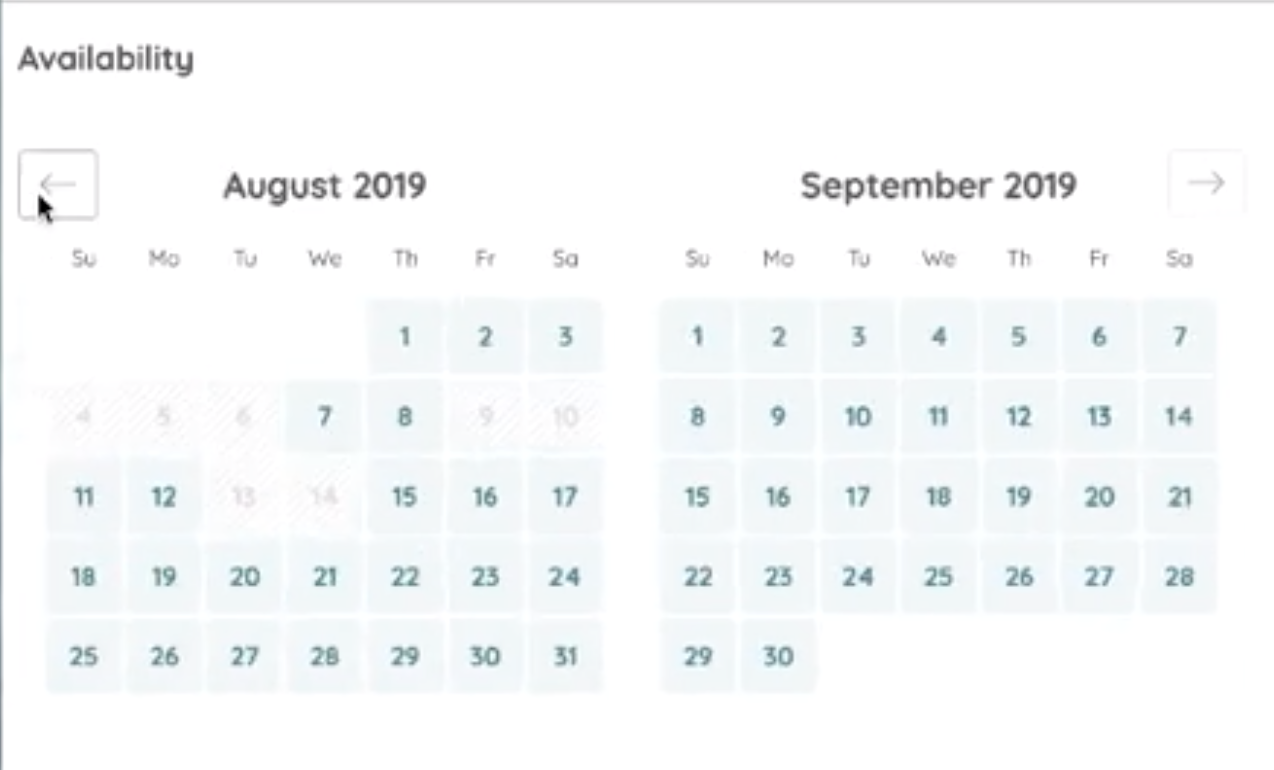 Availability
← August 2019 September 2019 →
Su Mo Tu We Th Fr Sa Su Mo Tu We Th Fr Sa
1 2 3 1 2 3 4 5 6 7
4 5 6 7 8 9 10 8 9 10 11 12 13 14
11 12 13 14 15 16 17 15 16 17 18 19 20 21
18 19 20 21 22 23 24 22 23 24 25 26 27 28
25 26 27 28 29 30 31 29 30